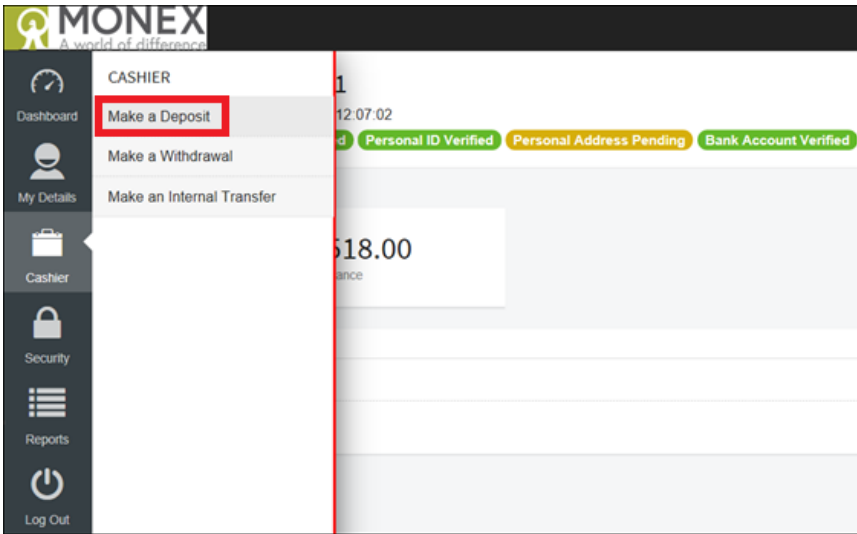 MONEX
A world of difference
Dashboard
My Details
Cashier
Security
Reports
Log Out
CASHIER
Make a Deposit
Make a Withdrawal
Make an Internal Transfer
1
12:07:02
d
Personal ID Verified
Personal Address Pending
Bank Account Verified
518.00
ance